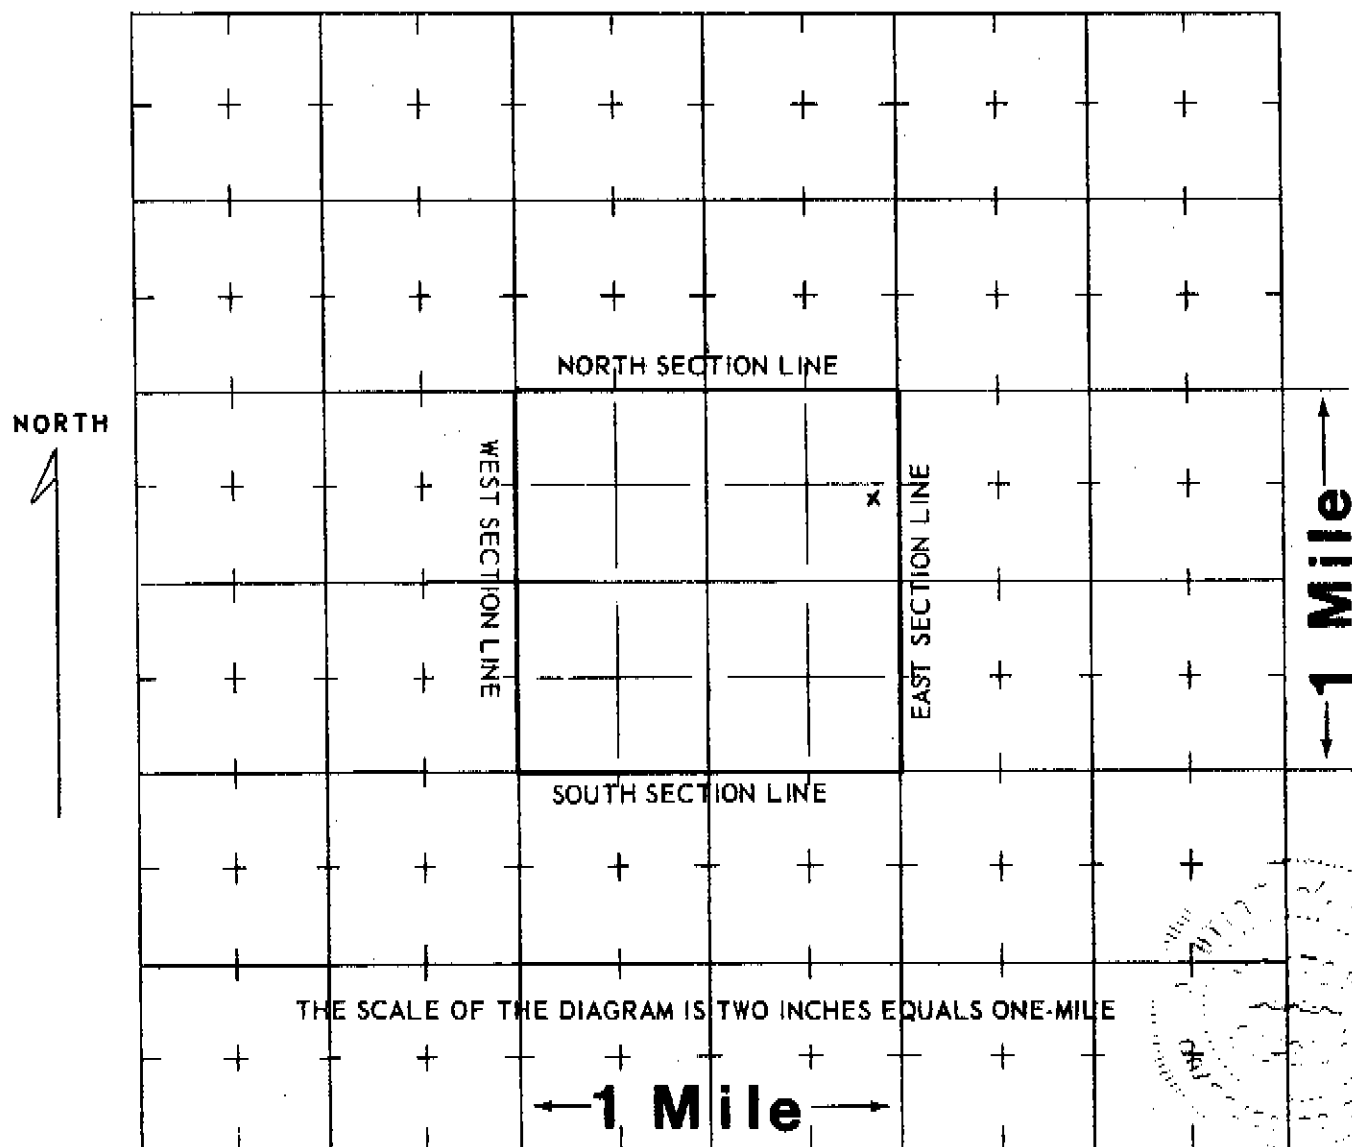 NORTH SECTION LINE
NORTH
WEST SECTION LINE
x
EAST SECTION LINE
1 Mile
SOUTH SECTION LINE
THE SCALE OF THE DIAGRAM IS TWO INCHES EQUALS ONE-MILE
1 Mile